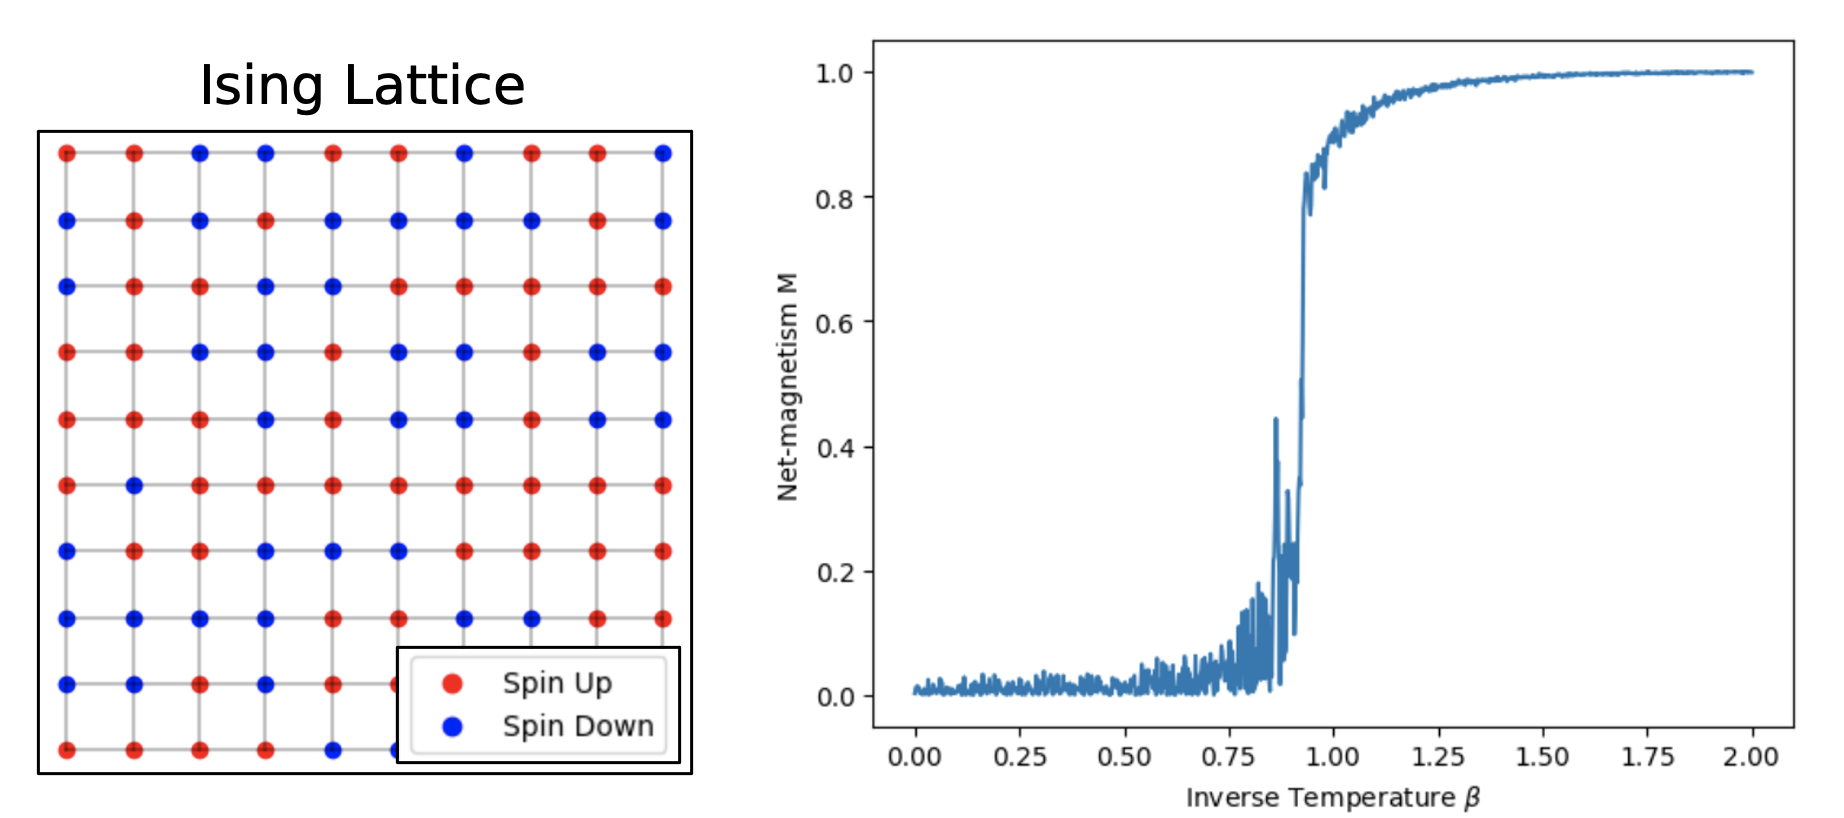 Ising Lattice
Spin Up
Spin Down
Net-magnetism M
1.0
0.8
0.6
0.4
0.2
0.0
0.00 0.25 0.50 0.75 1.00 1.25 1.50 1.75 2.00
Inverse Temperature β